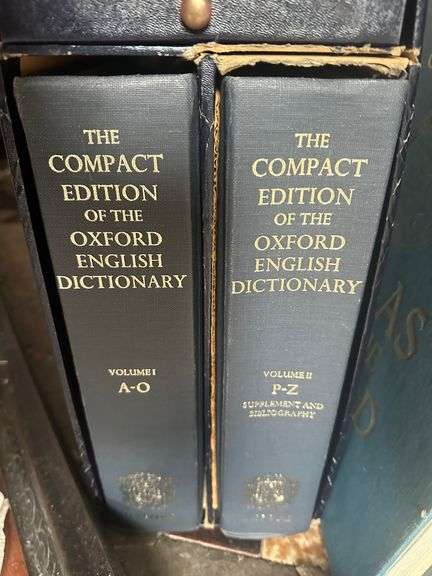 THE
COMPACT
EDITION
OF THE
OXFORD
ENGLISH
DICTIONARY
VOLUME I
A-O
THE
COMPACT
EDITION
OF THE
OXFORD
ENGLISH
DICTIONARY
VOLUME II
P-Z
SUPPLEMENT AND
BIBLIOGRAPHY